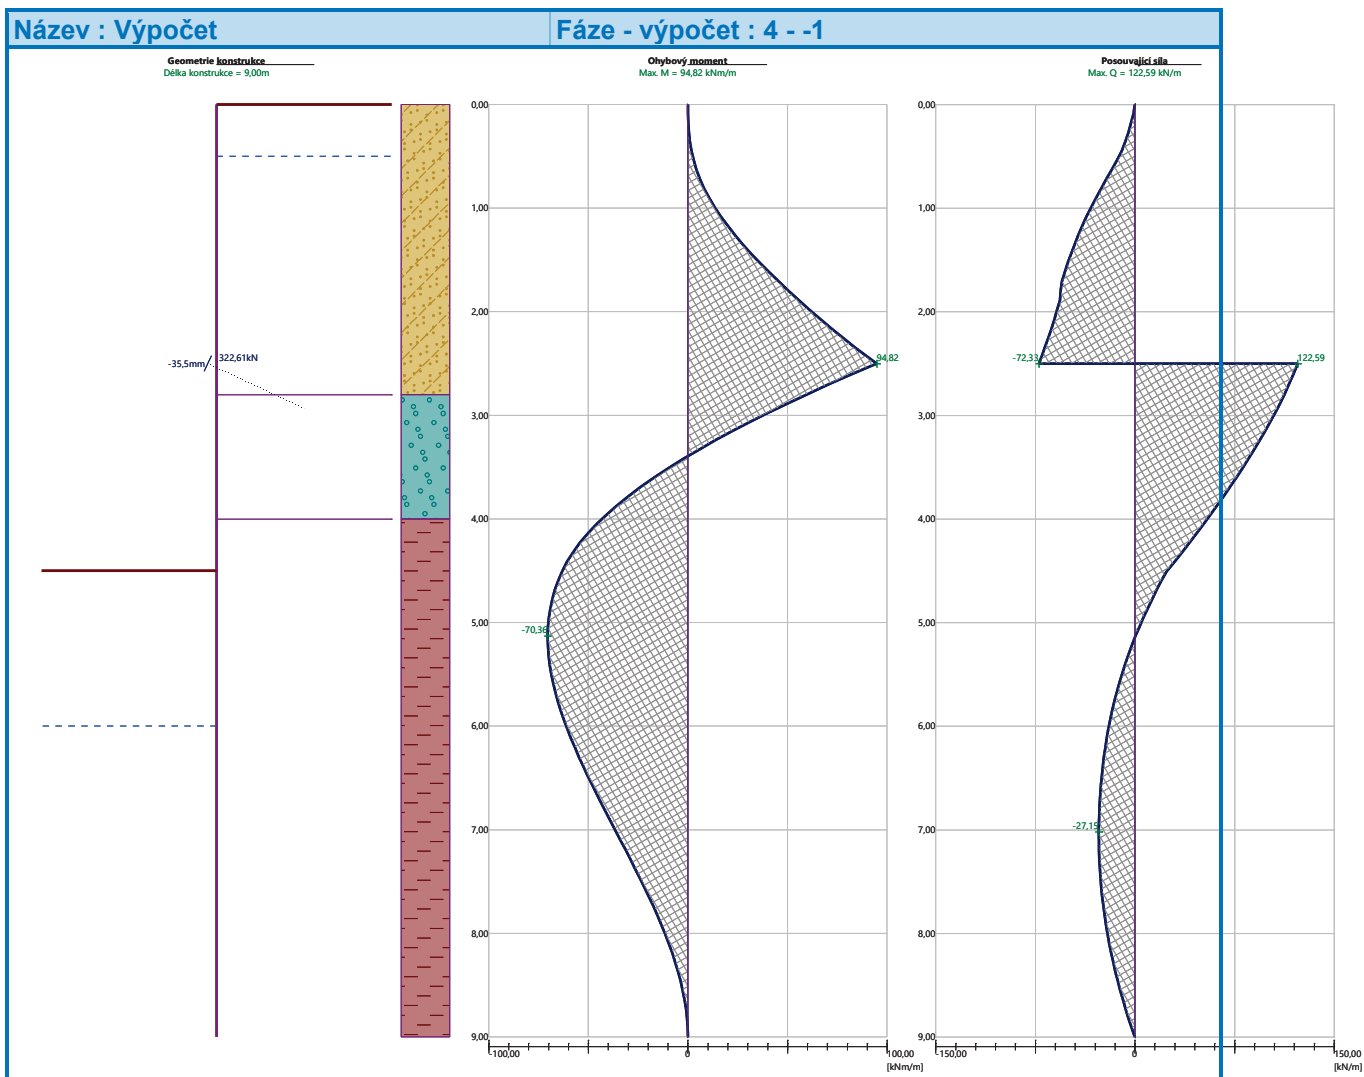 Název : Výpočet
Fáze - výpočet : 4 - -1
Geometrie konstrukce
Délka konstrukce = 9,00m
-35,5mm
322,61kN
Ohybový moment
Max. M = 94,82 kNm/m
0,00
1,00
2,00
3,00
4,00
5,00
6,00
7,00
8,00
9,00
94,82
-70,36
-100,00
0
100,00
[kNm/m]
Posouvající síla
Max. Q = 122,59 kN/m
0,00
1,00
2,00
3,00
4,00
5,00
6,00
7,00
8,00
9,00
-72,33
122,59
-27,15
-150,00
0
150,00
[kN/m]